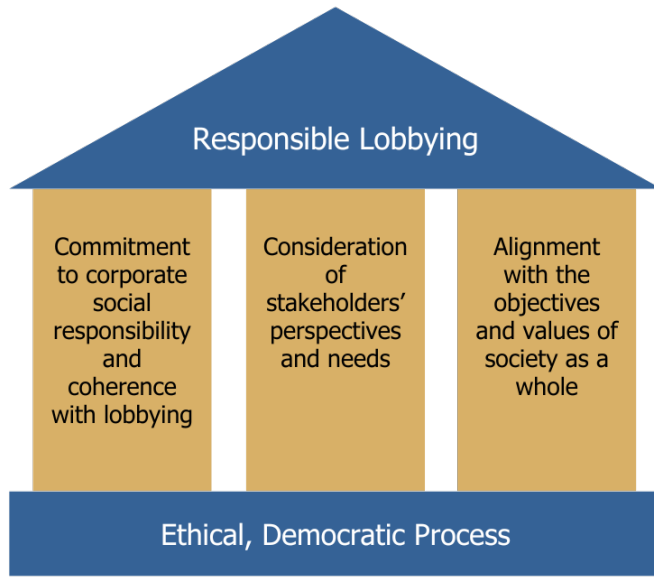 Responsible Lobbying
Commitment
to corporate
social
responsibility
and
coherence
with lobbying
Consideration
of
stakeholders’
perspectives
and needs
Alignment
with the
objectives
and values of
society as a
whole
Ethical, Democratic Process